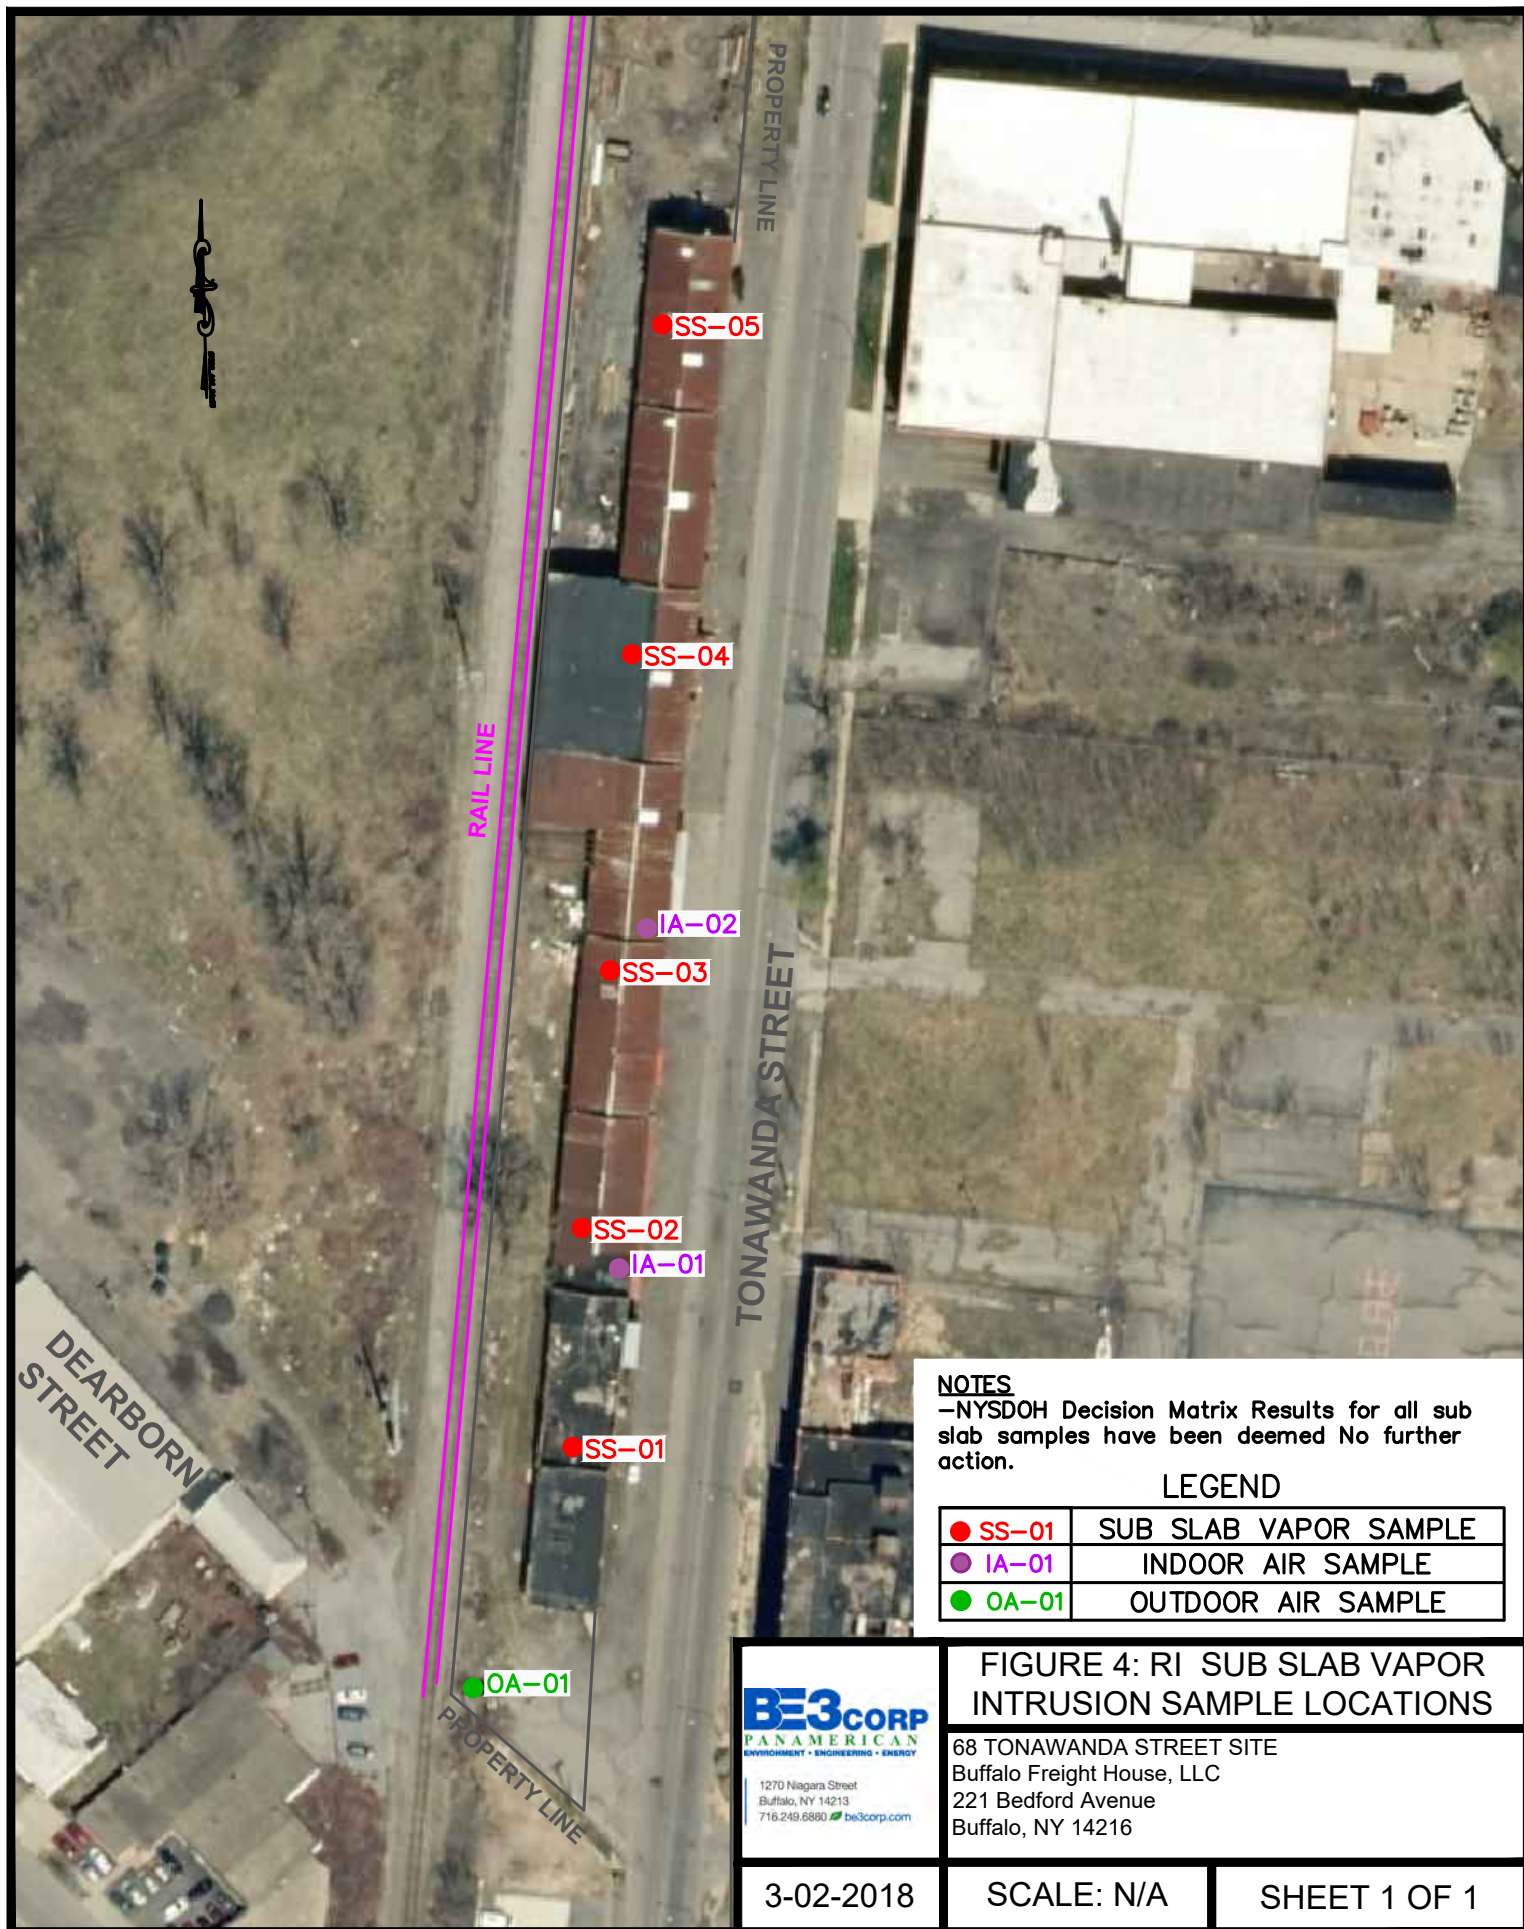 PROPERTY LINE
SS-05
SS-04
RAIL LINE
IA-02
SS-03
TONAWANDA STREET
SS-02
IA-01
DEARBORN
STREET
SS-01
OA-01
PROPERTY LINE
NOTES
-NYSDOH Decision Matrix Results for all sub
slab samples have been deemed No further
action.
LEGEND
SS-01 SUB SLAB VAPOR SAMPLE
IA-01 INDOOR AIR SAMPLE
OA-01 OUTDOOR AIR SAMPLE
BE3CORP
PANAMERICAN
ENVIRONMENT • ENGINEERING • ENERGY
1270 Niagara Street
Buffalo, NY 14213
716.249.6880 be3corp.com
FIGURE 4: RI SUB SLAB VAPOR
INTRUSION SAMPLE LOCATIONS
68 TONAWANDA STREET SITE
Buffalo Freight House, LLC
221 Bedford Avenue
Buffalo, NY 14216
3-02-2018
SCALE: N/A
SHEET 1 OF 1